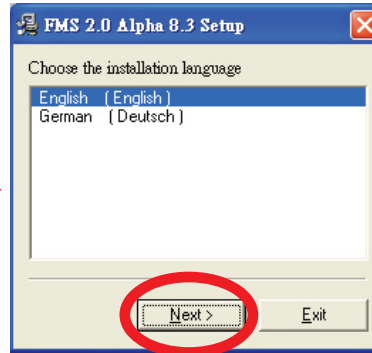 FMS 2.0 Alpha 8.3 Setup
Choose the installation language
English (English)
German (Deutsch)
Next >
Exit